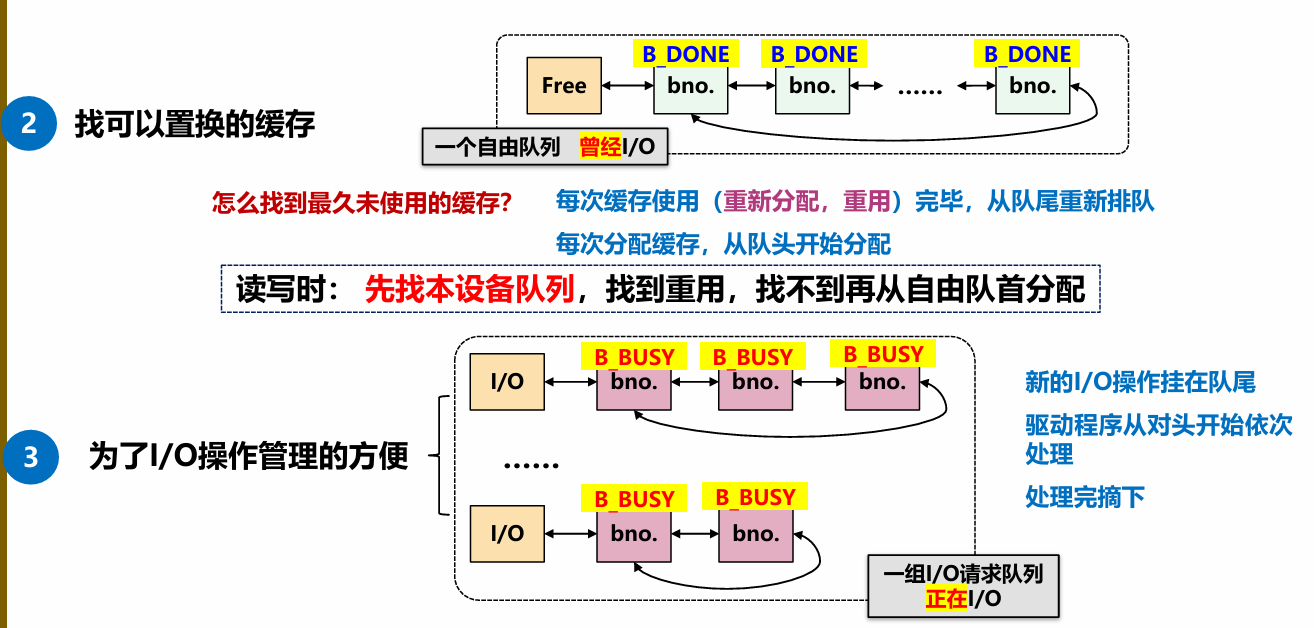 B_DONE B_DONE B_DONE
Free bno. bno. …… bno.
2 找可以置换的缓存
一个自由队列 曾经I/O
怎么找到最久未使用的缓存？
每次缓存使用（重新分配，重用）完毕，从队尾重新排队
每次分配缓存，从队头开始分配
读写时： 先找本设备队列，找到重用，找不到再从自由队首分配
B_BUSY B_BUSY B_BUSY
I/O bno. bno. bno.
3 为了I/O操作管理的方便
……
B_BUSY B_BUSY
I/O bno. bno.
新的I/O操作挂在队尾
驱动程序从对头开始依次
处理
处理完摘下
一组I/O请求队列
正在I/O